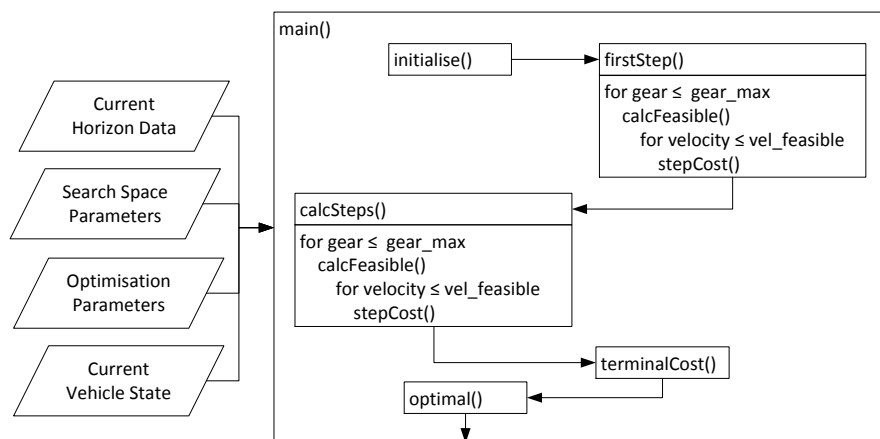 main()
initialise()
firstStep()
for gear ≤ gear_max
calcFeasible()
for velocity ≤ vel_feasible
stepCost()
Current
Horizon Data
Search Space
Parameters
Optimisation
Parameters
Current
Vehicle State
calcSteps()
for gear ≤ gear_max
calcFeasible()
for velocity ≤ vel_feasible
stepCost()
terminalCost()
optimal()